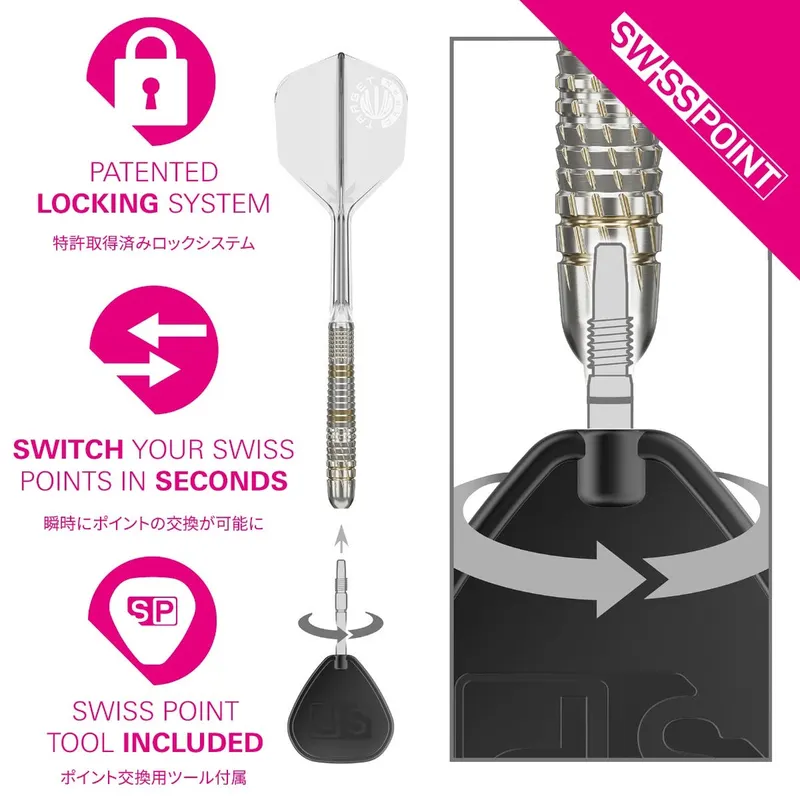 PATENTED
LOCKING SYSTEM
特許取得済みロックシステム
SWITCH YOUR SWISS
POINTS IN SECONDS
瞬時にポイントの交換が可能に
SP
SWISS POINT
TOOL INCLUDED
ポイント交換用ツール付属
TARGET
SWISSPOINT